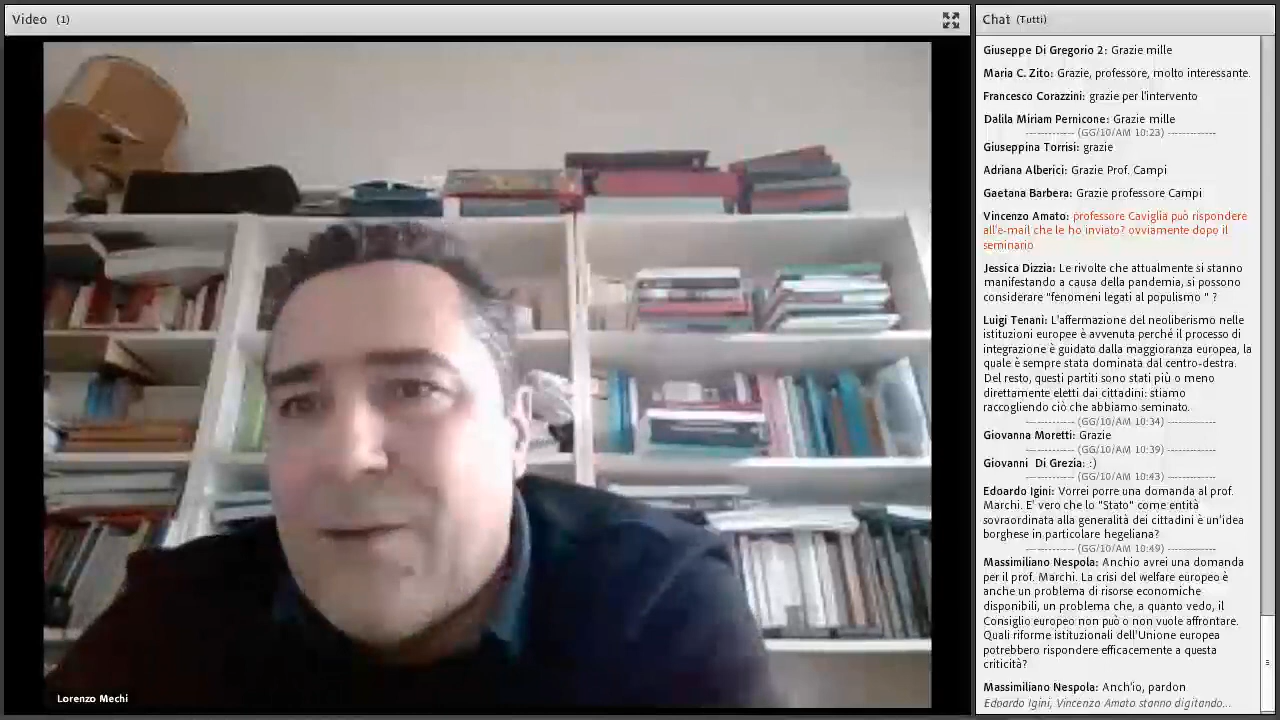 Video (1)
Lorenzo Mechi
Chat (Tutti)
Giuseppe Di Gregorio 2: Grazie mille
Maria C. Zito: Grazie, professore, molto interessante.
Francesco Corazzini: grazie per l'intervento
Dalila Miriam Pernicone: Grazie mille
------------ (GG/10/AM 10:23) ------------
Giuseppina Torrisi: grazie
Adriana Alberici: Grazie Prof. Campi
Gaetana Barbera: Grazie professore Campi
Vincenzo Amato: professore Caviglia può rispondere
all'e-mail che le ho inviato? ovviamente dopo il
seminario
Jessica Dizzia: Le rivolte che attualmente si stanno
manifestando a causa della pandemia, si possono
considerare "fenomeni legati al populismo " ?
Luigi Tenani: L'affermazione del neoliberismo nelle
istituzioni europee è avvenuta perché il processo di
integrazione è guidato dalla maggioranza europea, la
quale è sempre stata dominata dal centro-destra.
Del resto, questi partiti sono stati più o meno
direttamente eletti dai cittadini: stiamo
raccogliendo ciò che abbiamo seminato.
------------ (GG/10/AM 10:34) ------------
Giovanna Moretti: Grazie
------------ (GG/10/AM 10:39) ------------
Giovanni  Di Grezia: :)
------------ (GG/10/AM 10:43) ------------
Edoardo Igini: Vorrei porre una domanda al prof.
Marchi. E' vero che lo "Stato" come entità
sovraordinata alla generalità dei cittadini è un'idea
borghese in particolare hegeliana?
------------ (GG/10/AM 10:49) ------------
Massimiliano Nespola: Anchio avrei una domanda
per il prof. Marchi. La crisi del welfare europeo è
anche un problema di risorse economiche
disponibili, un problema che, a quanto vedo, il
Consiglio europeo non può o non vuole affrontare.
Quali riforme istituzionali dell'Unione europea
potrebbero rispondere efficacemente a questa
criticità?
Massimiliano Nespola: Anch'io, pardon
Edoardo Igini, Vincenzo Amato stanno digitando...